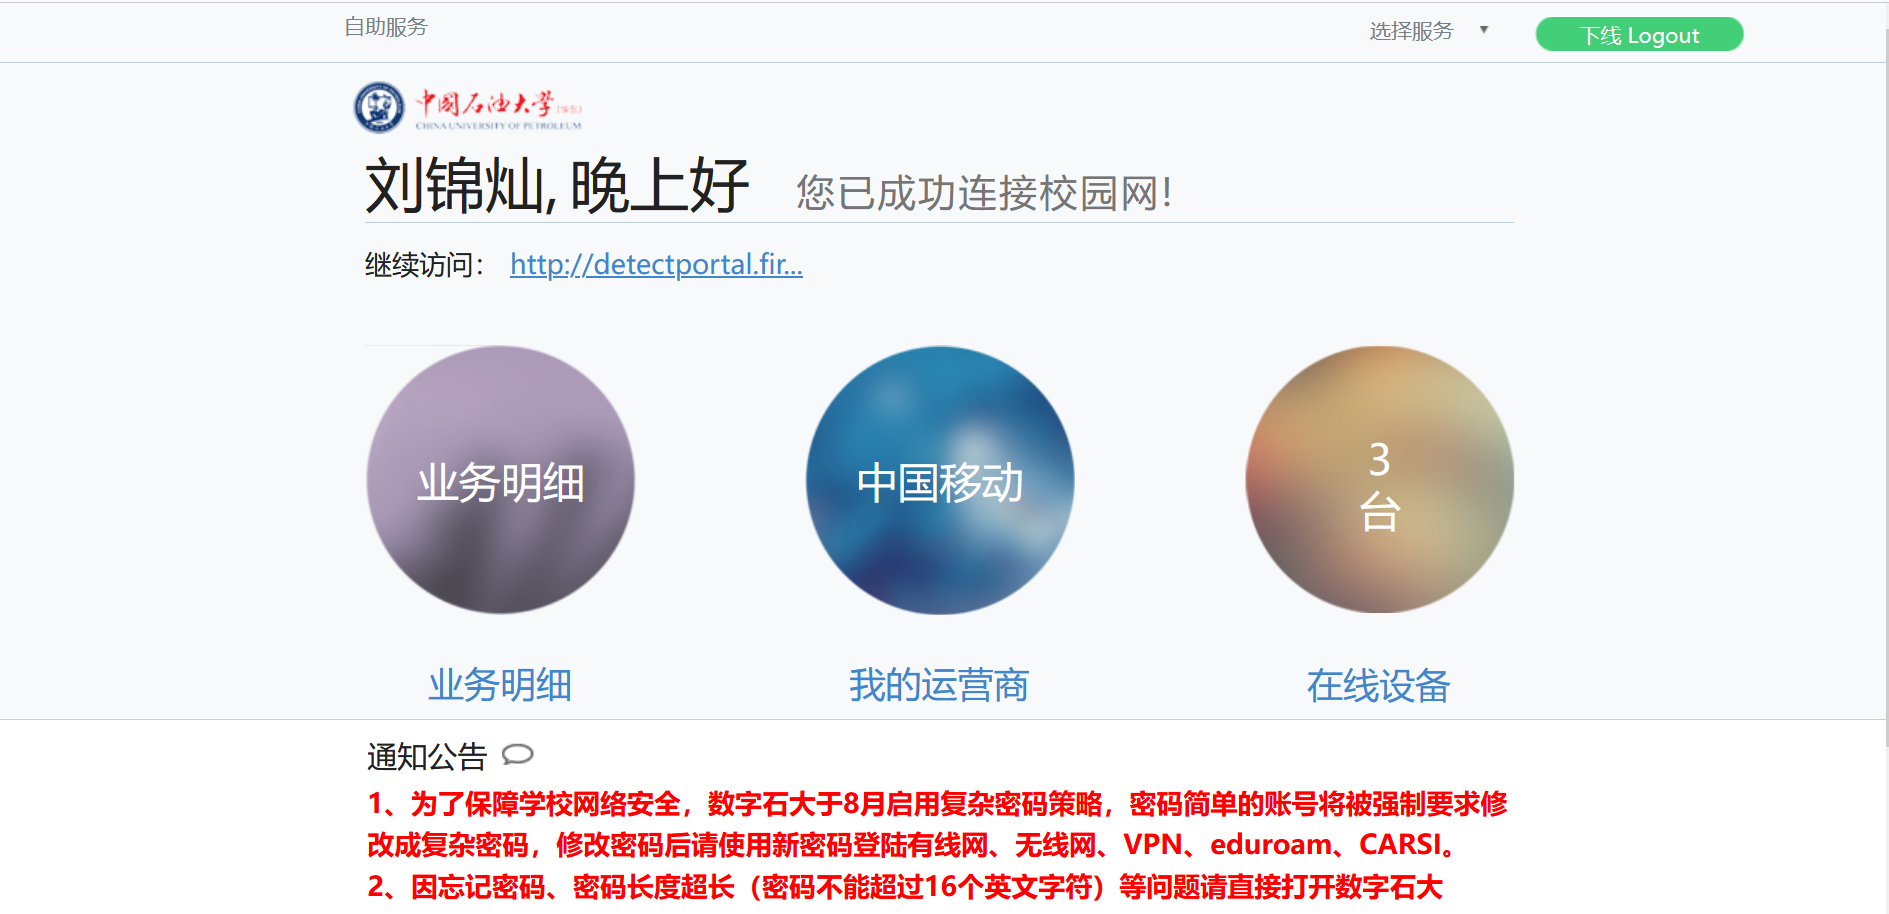 自助服务
选择服务
下线 Logout
中国石油大学
CHINA UNIVERSITY OF PETROLEUM
刘锦灿, 晚上好
您已成功连接校园网!
继续访问：
http://detectportal.fir...
业务明细
中国移动
3
台
业务明细
我的运营商
在线设备
通知公告
1、为了保障学校网络安全，数字石大于8月启用复杂密码策略，密码简单的账号将被强制要求修
改成复杂密码，修改密码后请使用新密码登陆有线网、无线网、VPN、eduroam、CARSI。
2、因忘记密码、密码长度超长（密码不能超过16个英文字符）等问题请直接打开数字石大